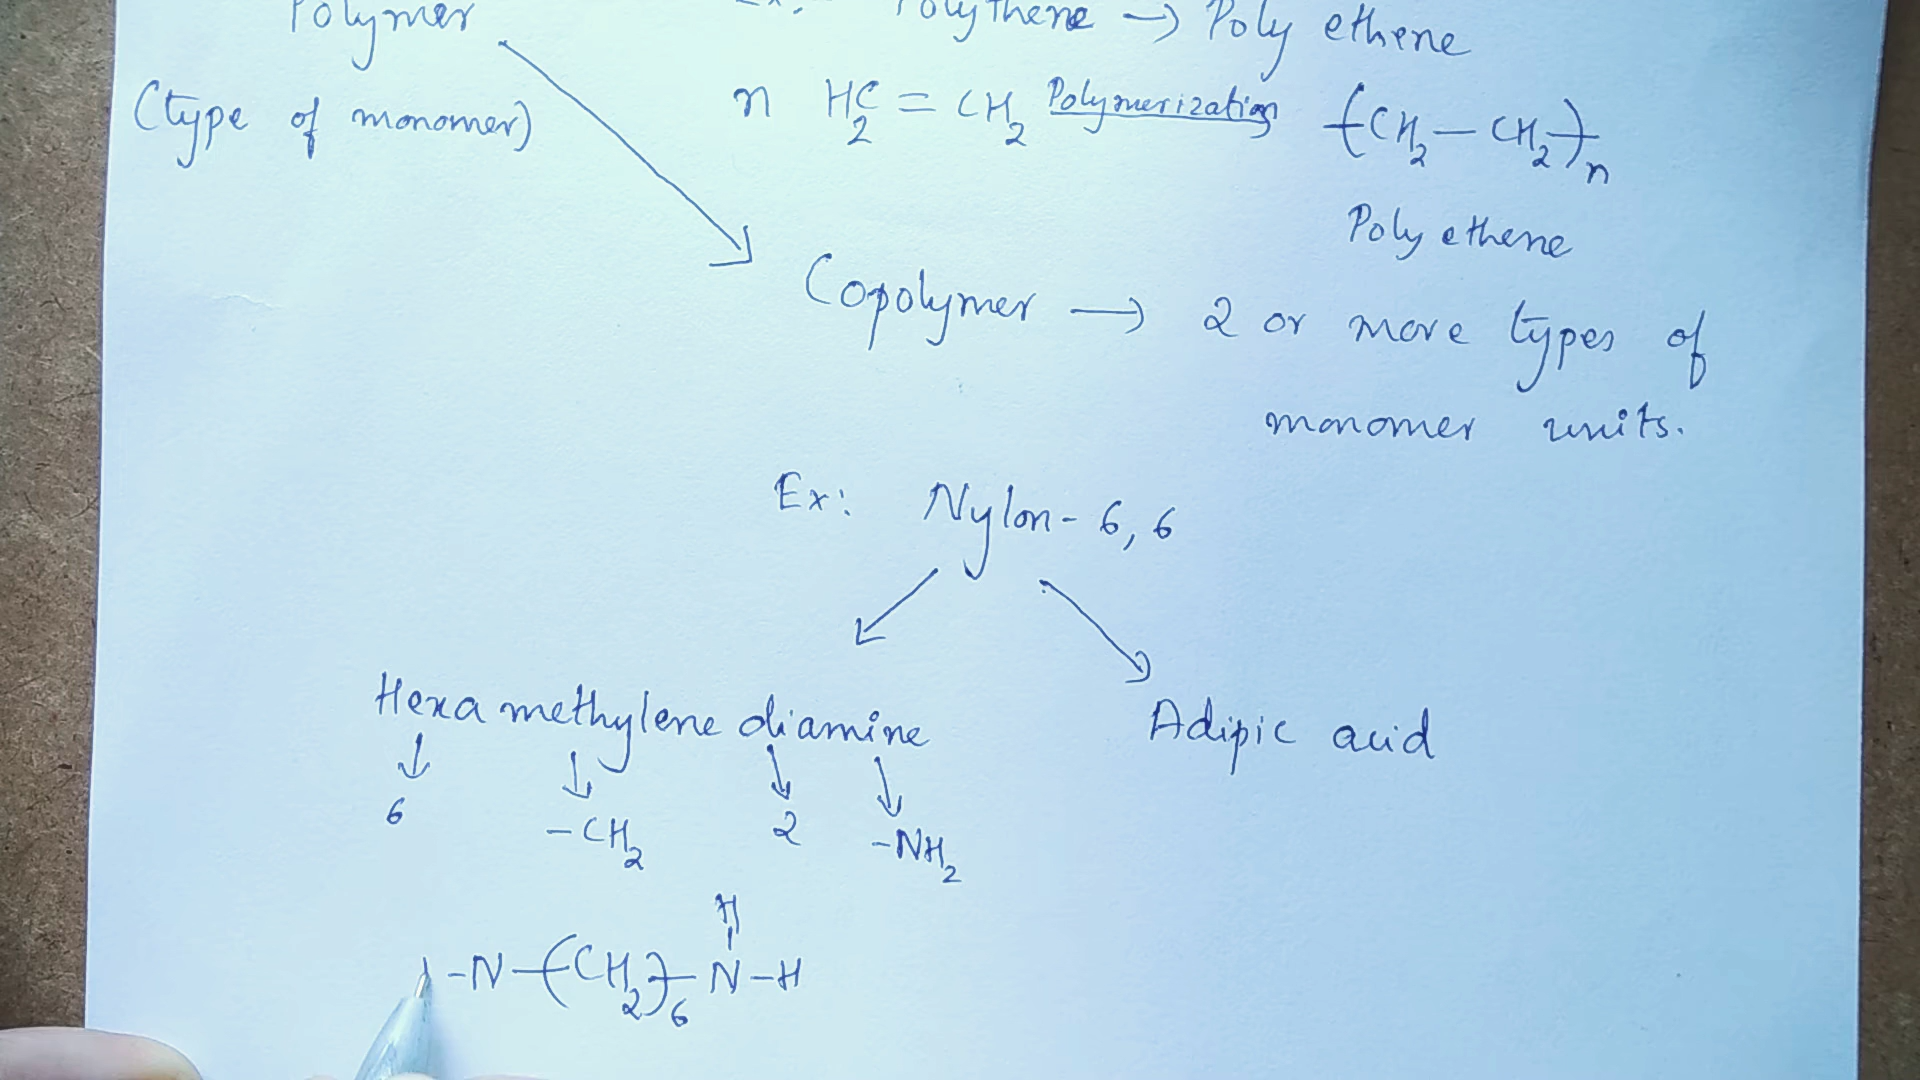 Polymer
Ex: Polythene → Poly ethene
(type of monomer)
n H₂C = CH₂ Polymerization -(CH₂ — CH₂)-n
Poly ethene
Copolymer → 2 or more types of
monomer units.
Ex: Nylon - 6, 6
Hexa methylene diamine
Adipic acid
↓ ↓ ↓ ↓
6 -CH₂ 2 -NH₂
H
-N-(CH₂)₆-N-H